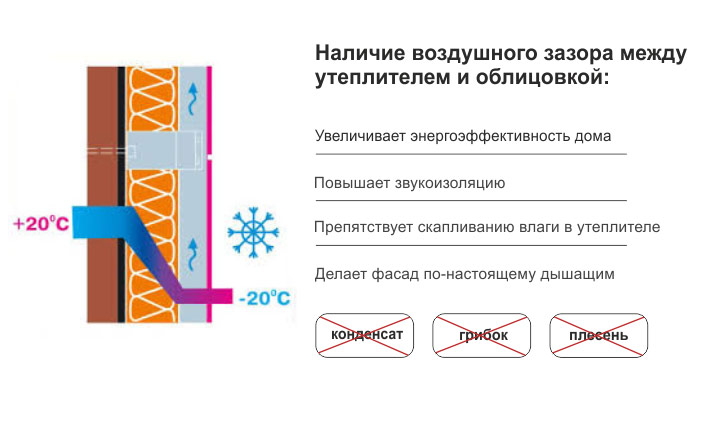 Наличие воздушного зазора между
утеплителем и облицовкой:
Увеличивает энергоэффективность дома
Повышает звукоизоляцию
Препятствует скапливанию влаги в утеплителе
Делает фасад по-настоящему дышащим
+20°C
-20°C
конденсат
грибок
плесень